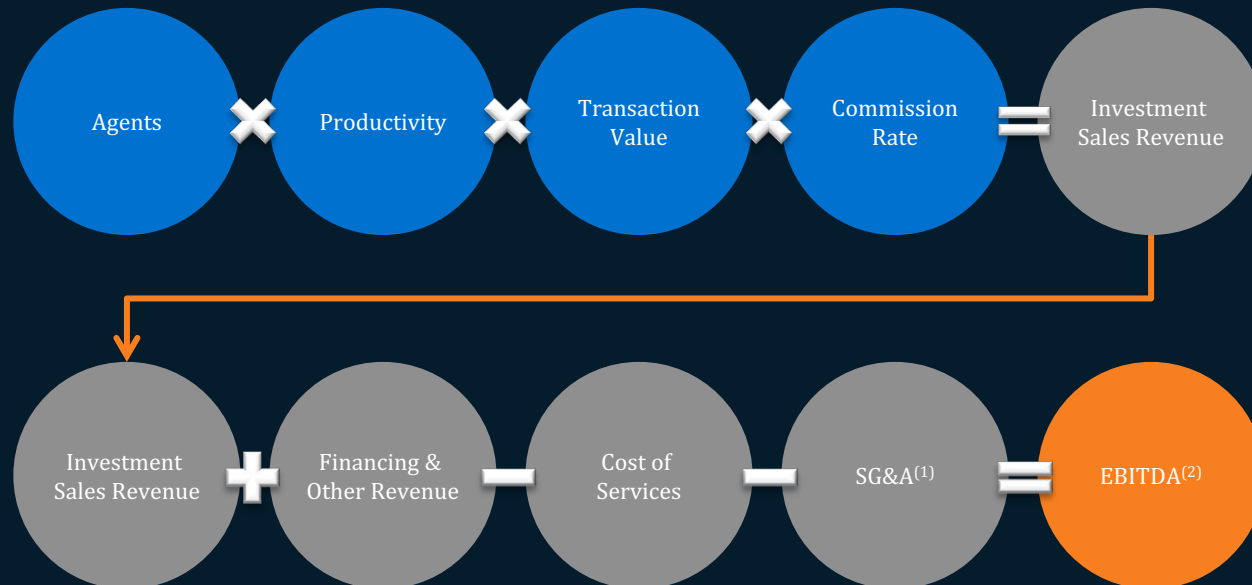 Agents
Productivity
Transaction
Value
Commission
Rate
Investment
Sales Revenue
Investment
Sales Revenue
Financing &
Other Revenue
Cost of
Services
SG&A(1)
EBITDA(2)